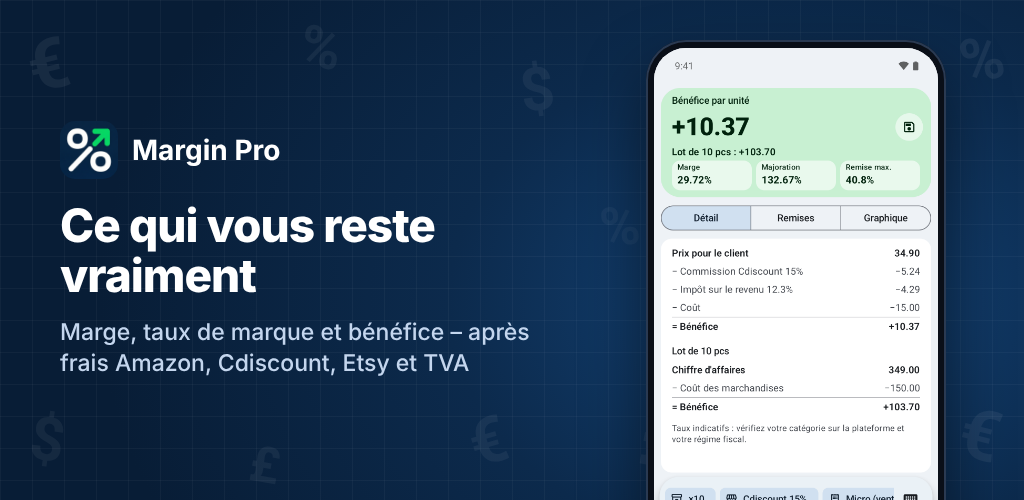 Margin Pro
Ce qui vous reste
vraiment
Marge, taux de marque et bénéfice – après
frais Amazon, Cdiscount, Etsy et TVA
9:41
Bénéfice par unité
+10.37
Lot de 10 pcs : +103.70
Marge Majoration Remise max.
29.72% 132.67% 40.8%
Détail Remises Graphique
Prix pour le client 34.90
− Commission Cdiscount 15% −5.24
− Impôt sur le revenu 12.3% −4.29
− Coût −15.00
= Bénéfice +10.37
Lot de 10 pcs
Chiffre d'affaires 349.00
− Coût des marchandises −150.00
= Bénéfice +103.70
Taux indicatifs : vérifiez votre catégorie sur la plateforme et
votre régime fiscal.
x10 Cdiscount 15% Micro (vent